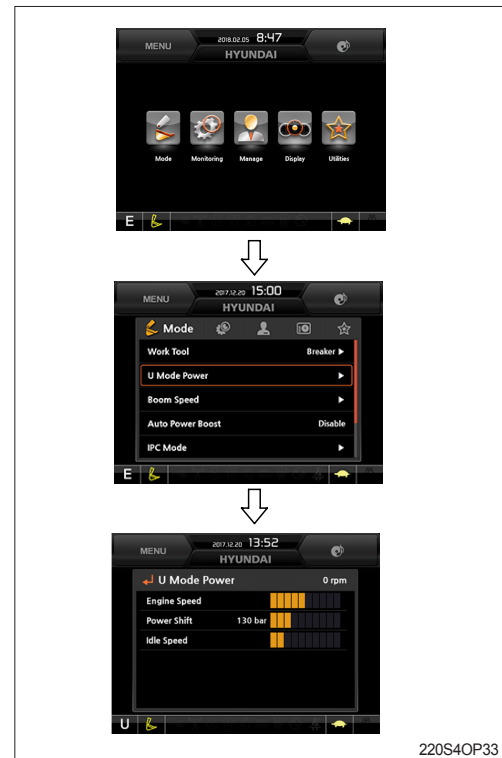 MENU 2018.02.05 8:47
HYUNDAI
Mode Monitoring Manage Display Utilities
E
MENU 2017.12.20 15:00
HYUNDAI
Mode
Work Tool Breaker ▶
U Mode Power ▶
Boom Speed ▶
Auto Power Boost Disable
IPC Mode ▶
E
MENU 2017.12.20 13:52
HYUNDAI
U Mode Power 0 rpm
Engine Speed
Power Shift 130 bar
Idle Speed
U
220S4OP33